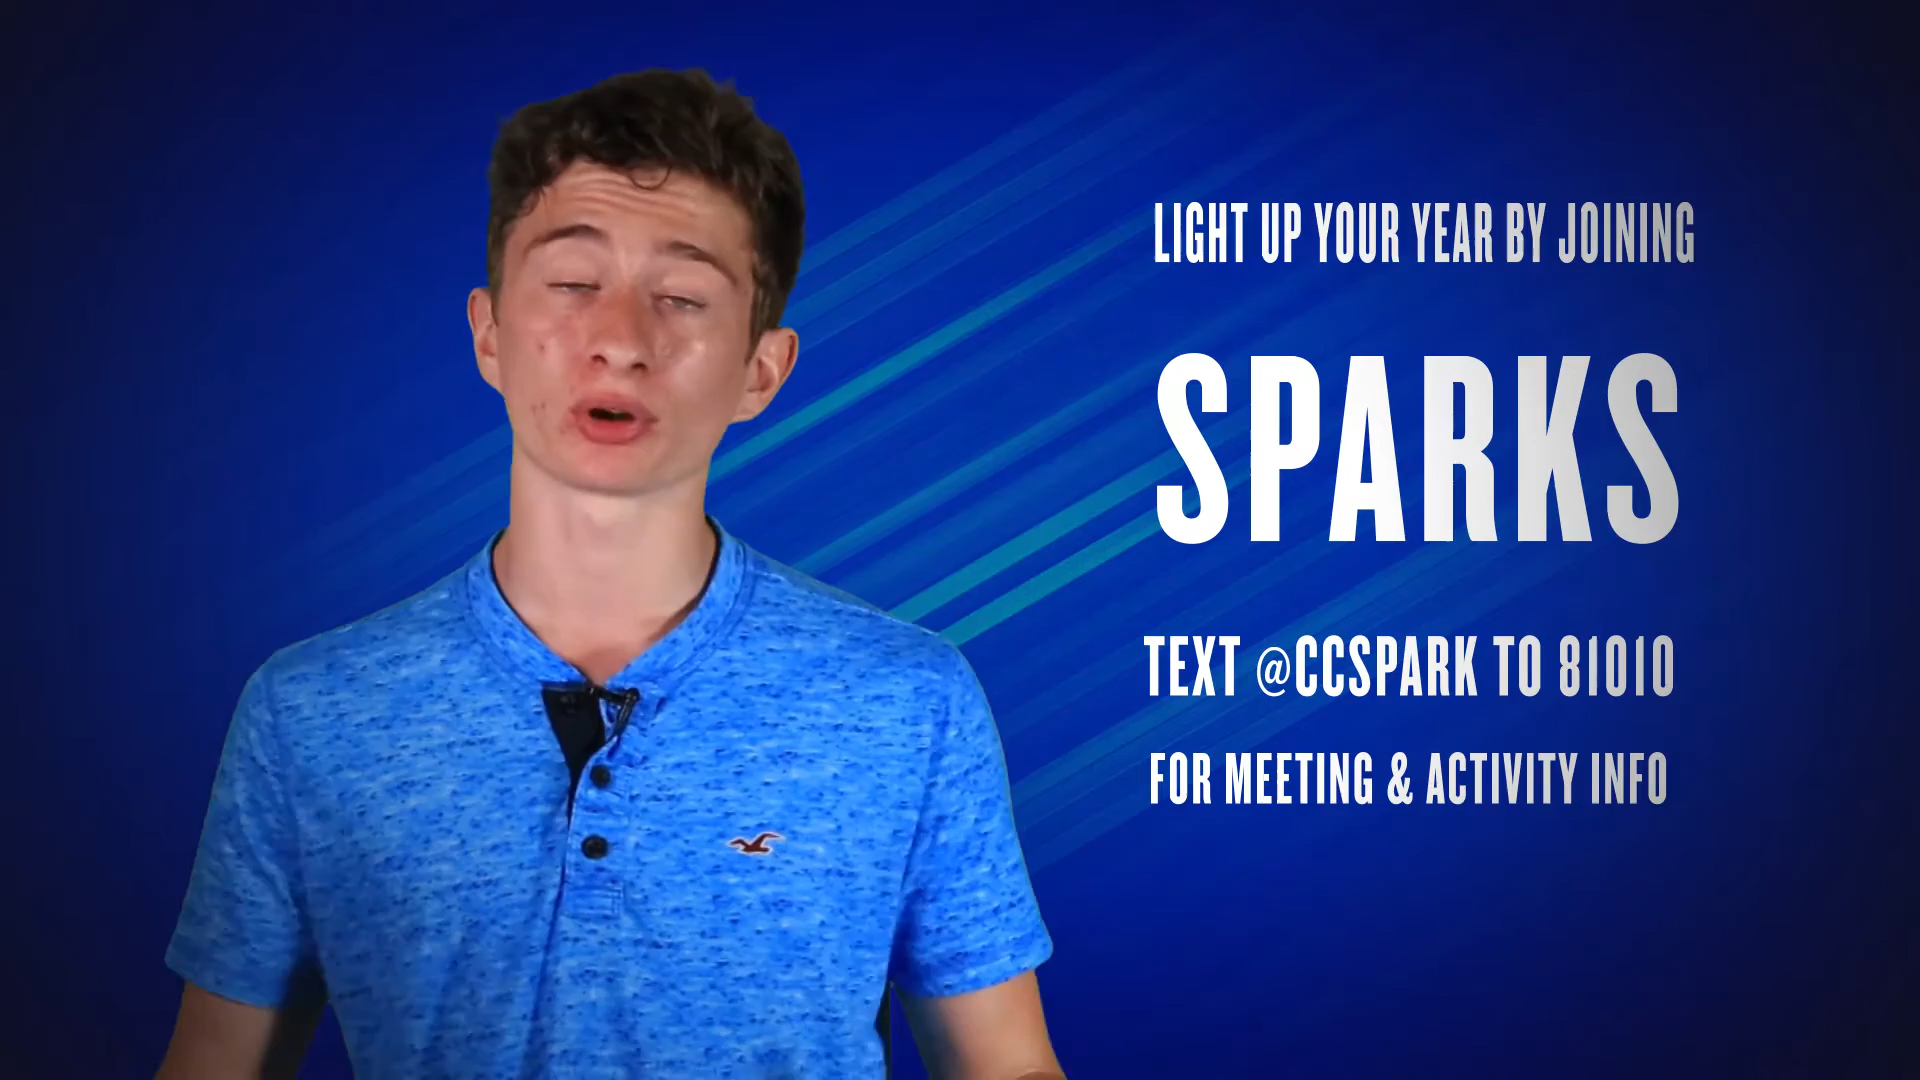 LIGHT UP YOUR YEAR BY JOINING
SPARKS
TEXT @CCSPARK TO 81010
FOR MEETING & ACTIVITY INFO